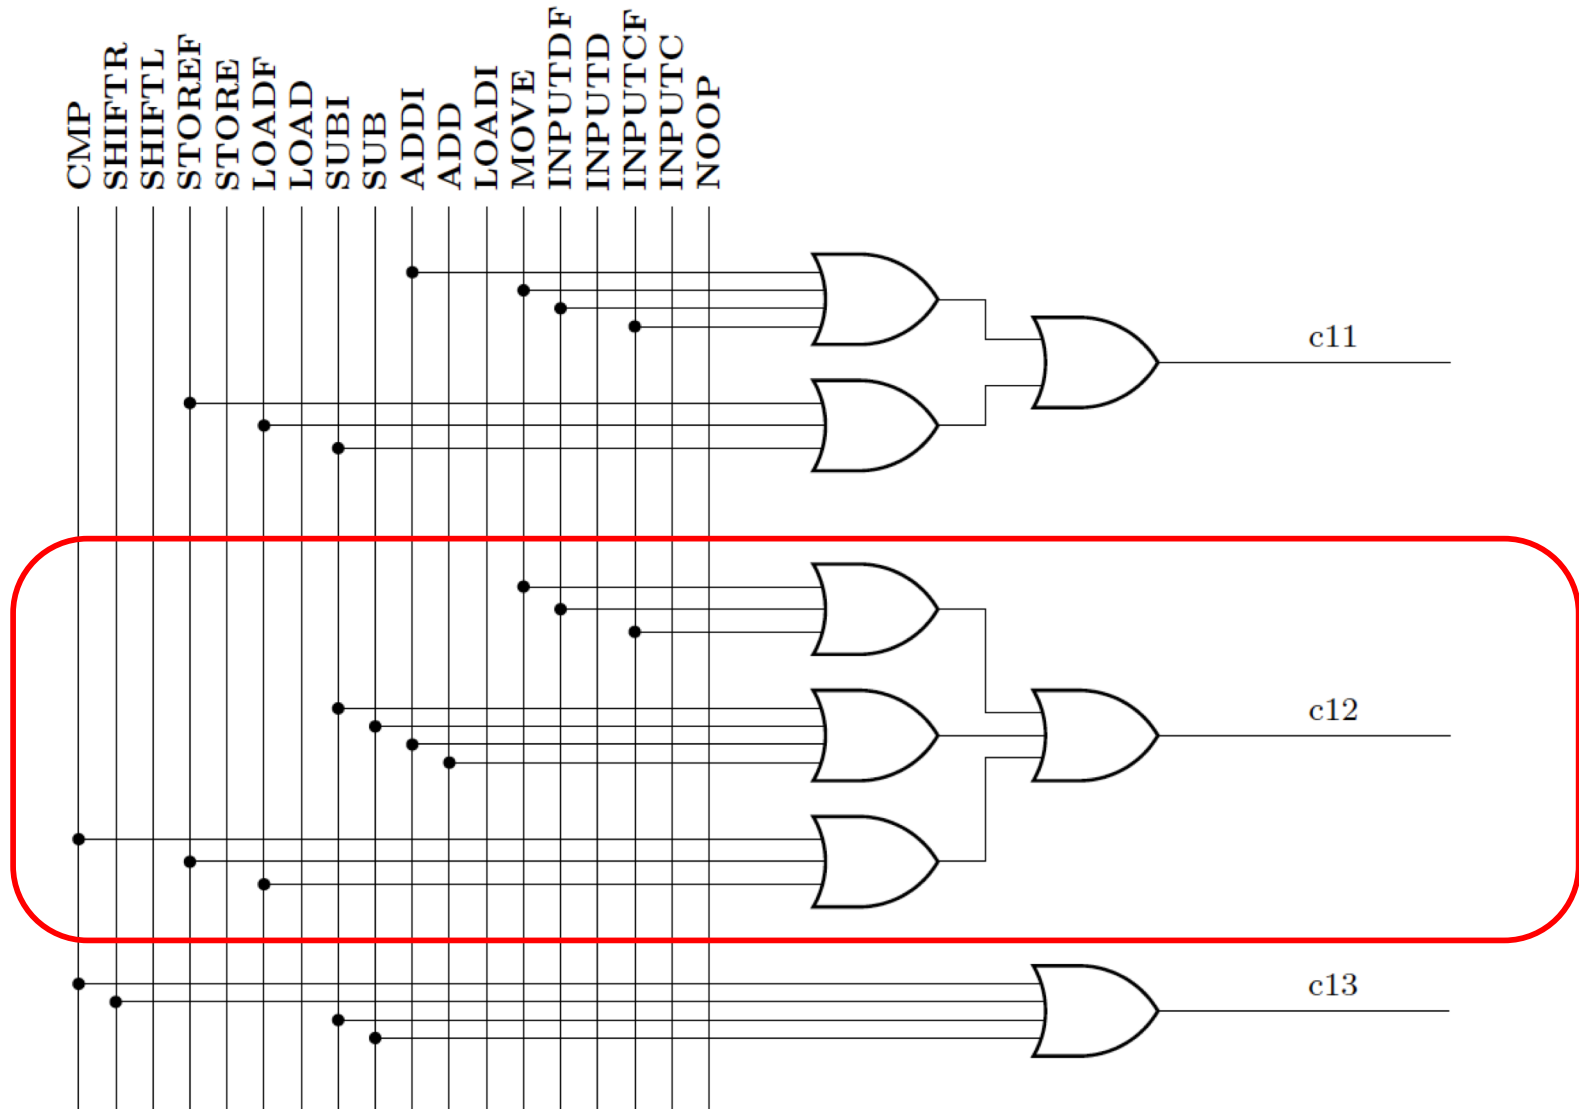 CMP
SHIFTR
SHIFTL
STOREF
STORE
LOADF
LOAD
SUBI
SUB
ADDI
ADD
LOADI
MOVE
INPUTDF
INPUTD
INPUTCF
INPUTC
NOOP
c11
c12
c13